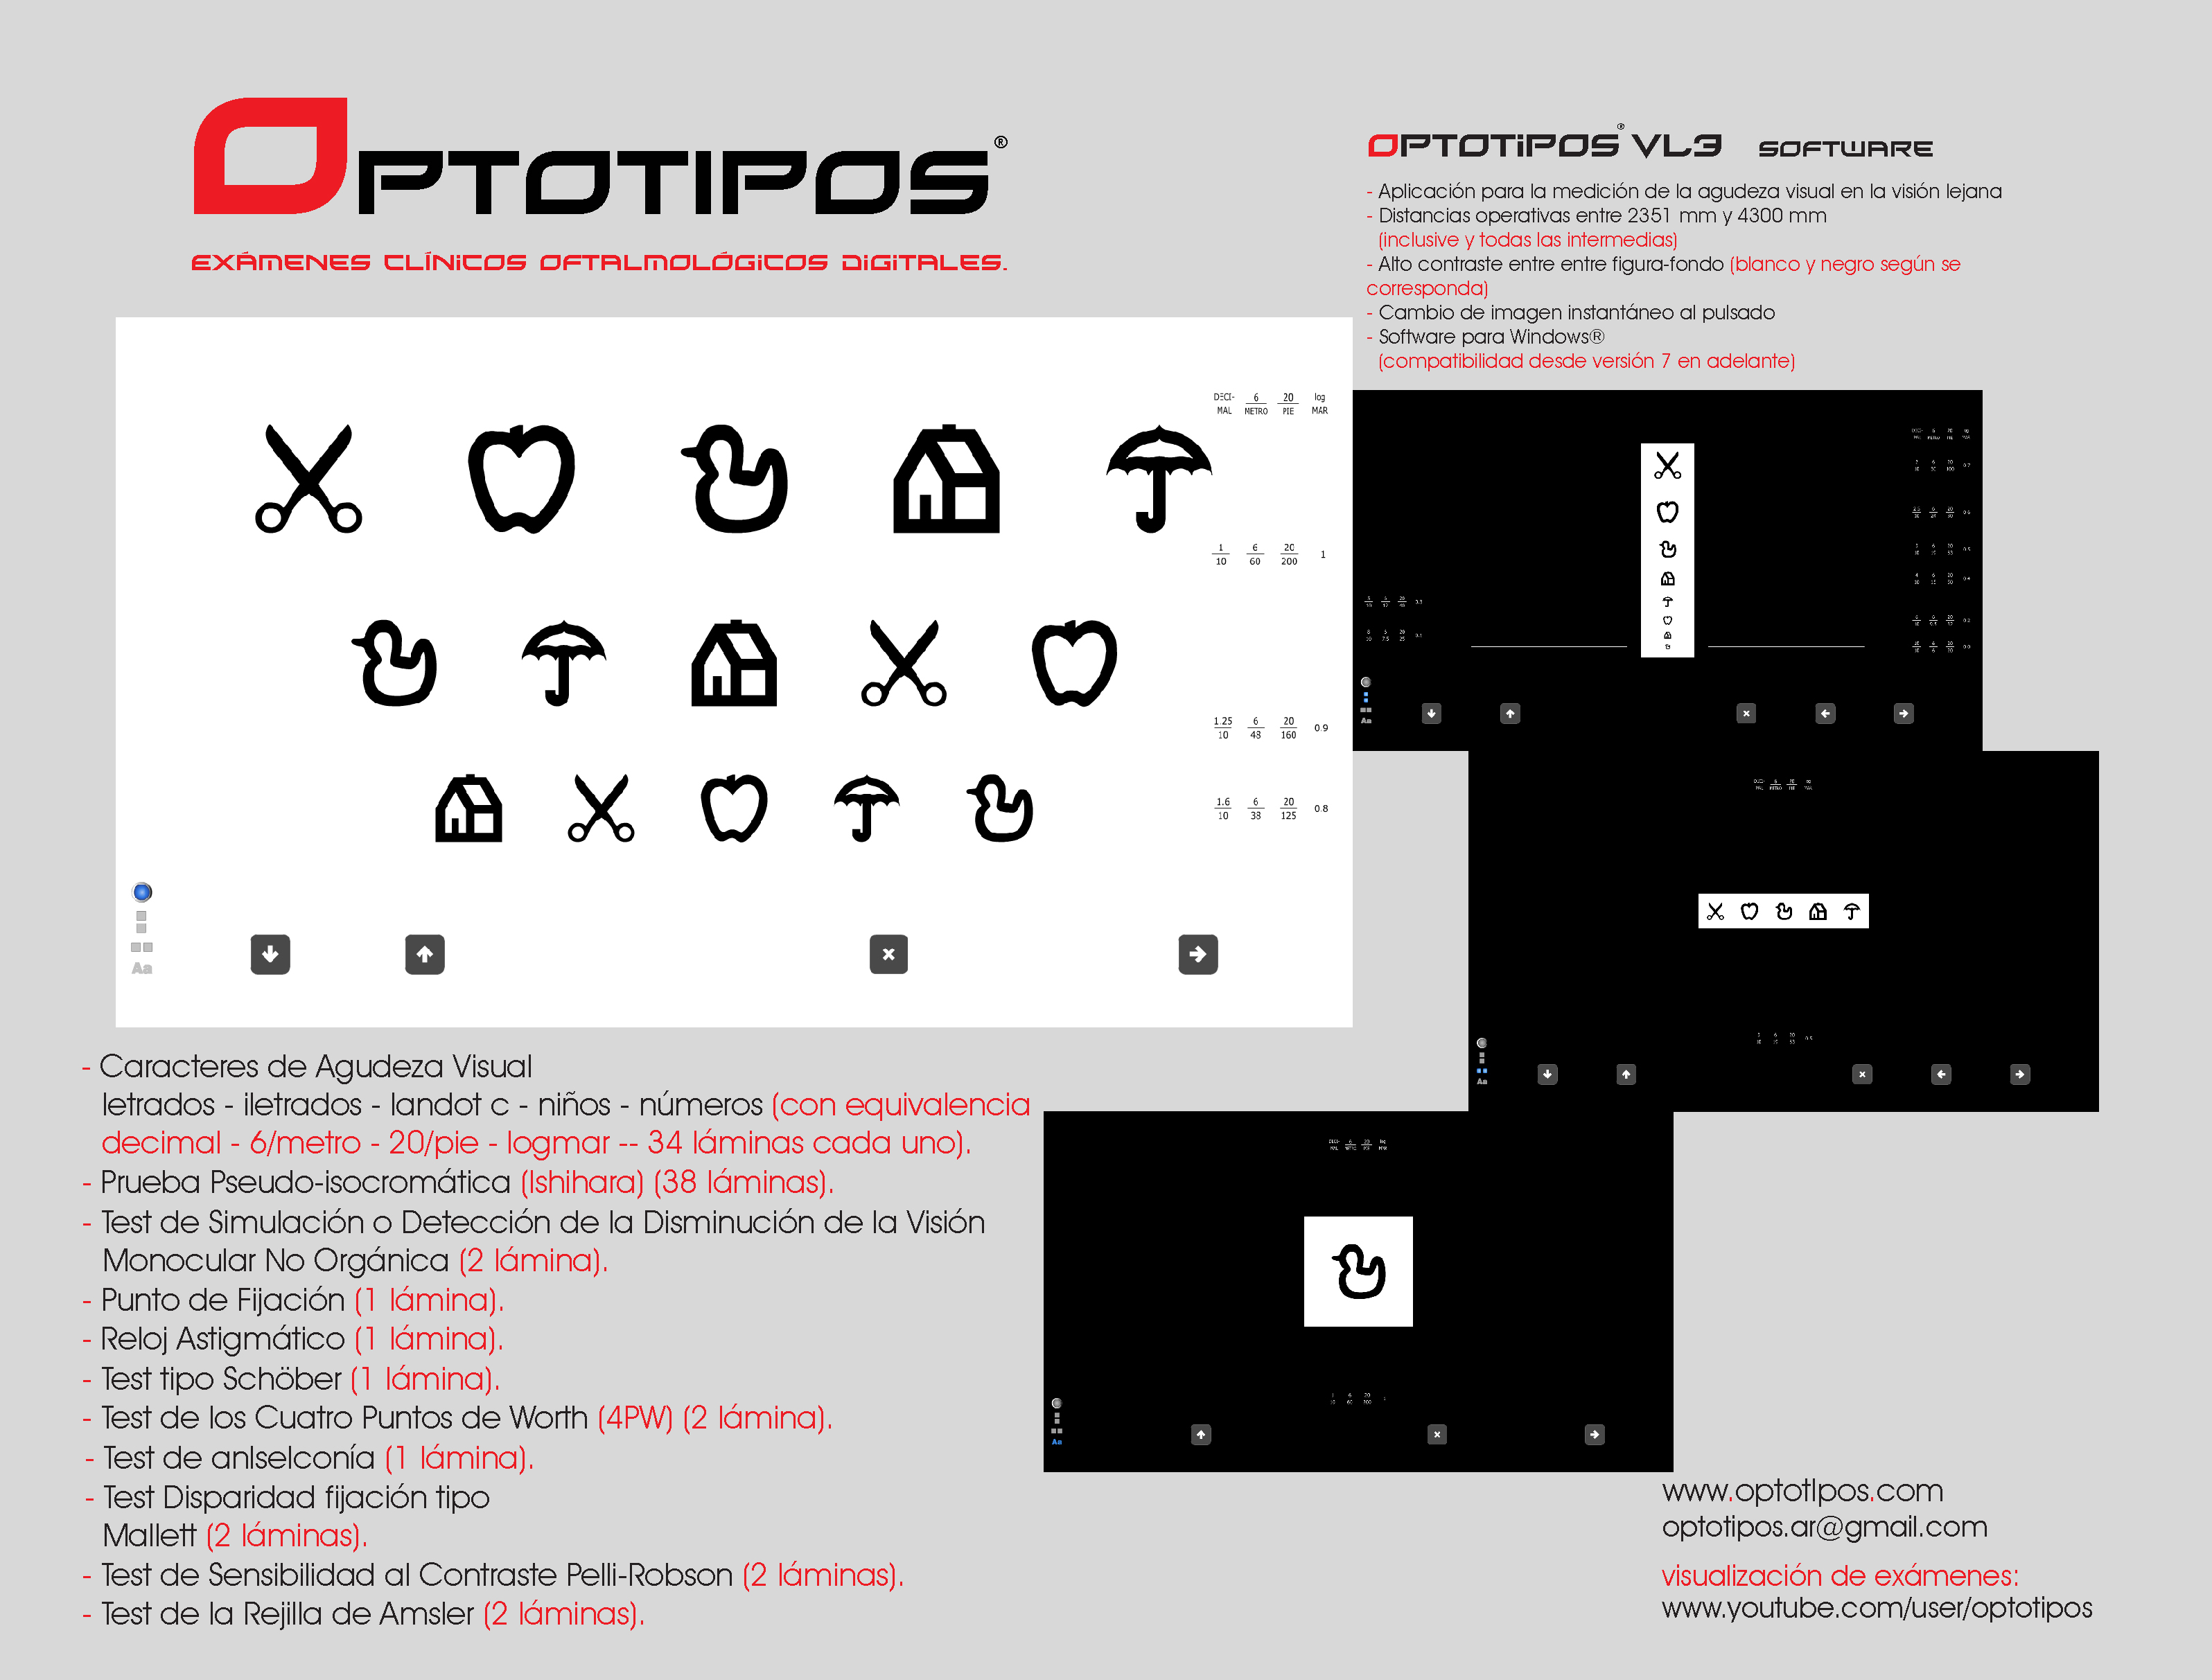 OPTOTIPOS®
EXÁMENES CLÍNICOS OFTALMOLÓGICOS DIGITALES.
OPTOTIPOS® VL3 SOFTWARE
- Aplicación para la medición de la agudeza visual en la visión lejana
- Distancias operativas entre 2351 mm y 4300 mm
(inclusive y todas las intermedias)
- Alto contraste entre entre figura-fondo (blanco y negro según se
corresponda)
- Cambio de imagen instantáneo al pulsado
- Software para Windows®
(compatibilidad desde versión 7 en adelante)
DECI-MAL 6/METRO 20/PIE log MAR
1/10 6/60 20/200 1
1.25/10 6/48 20/160 0.9
1.6/10 6/38 20/125 0.8
Aa
Aa
Aa
Aa
- Caracteres de Agudeza Visual
letrados - iletrados - landot c - niños - números (con equivalencia
decimal - 6/metro - 20/pie - logmar -- 34 láminas cada uno).
- Prueba Pseudo-isocromática (Ishihara) (38 láminas).
- Test de Simulación o Detección de la Disminución de la Visión
Monocular No Orgánica (2 lámina).
- Punto de Fijación (1 lámina).
- Reloj Astigmático (1 lámina).
- Test tipo Schöber (1 lámina).
- Test de los Cuatro Puntos de Worth (4PW) (2 lámina).
- Test de anIseIconía (1 lámina).
- Test Disparidad fijación tipo
Mallett (2 láminas).
- Test de Sensibilidad al Contraste Pelli-Robson (2 láminas).
- Test de la Rejilla de Amsler (2 láminas).
www.optotIpos.com
optotipos.ar@gmail.com
visualización de exámenes:
www.youtube.com/user/optotipos